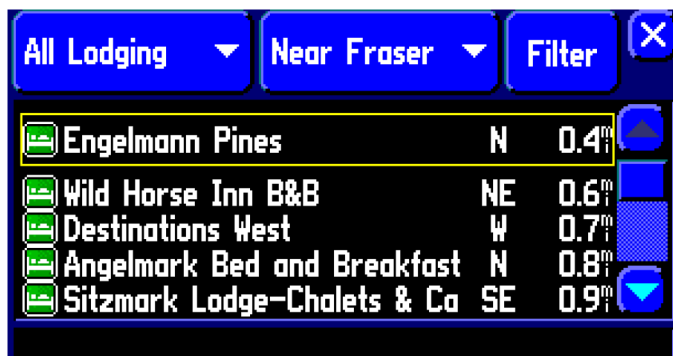 All Lodging Near Fraser Filter
Engelmann Pines N 0.4mi
Wild Horse Inn B&B NE 0.6mi
Destinations West W 0.7mi
Angelmark Bed and Breakfast N 0.8mi
Sitzmark Lodge-Chalets & Ca SE 0.9mi